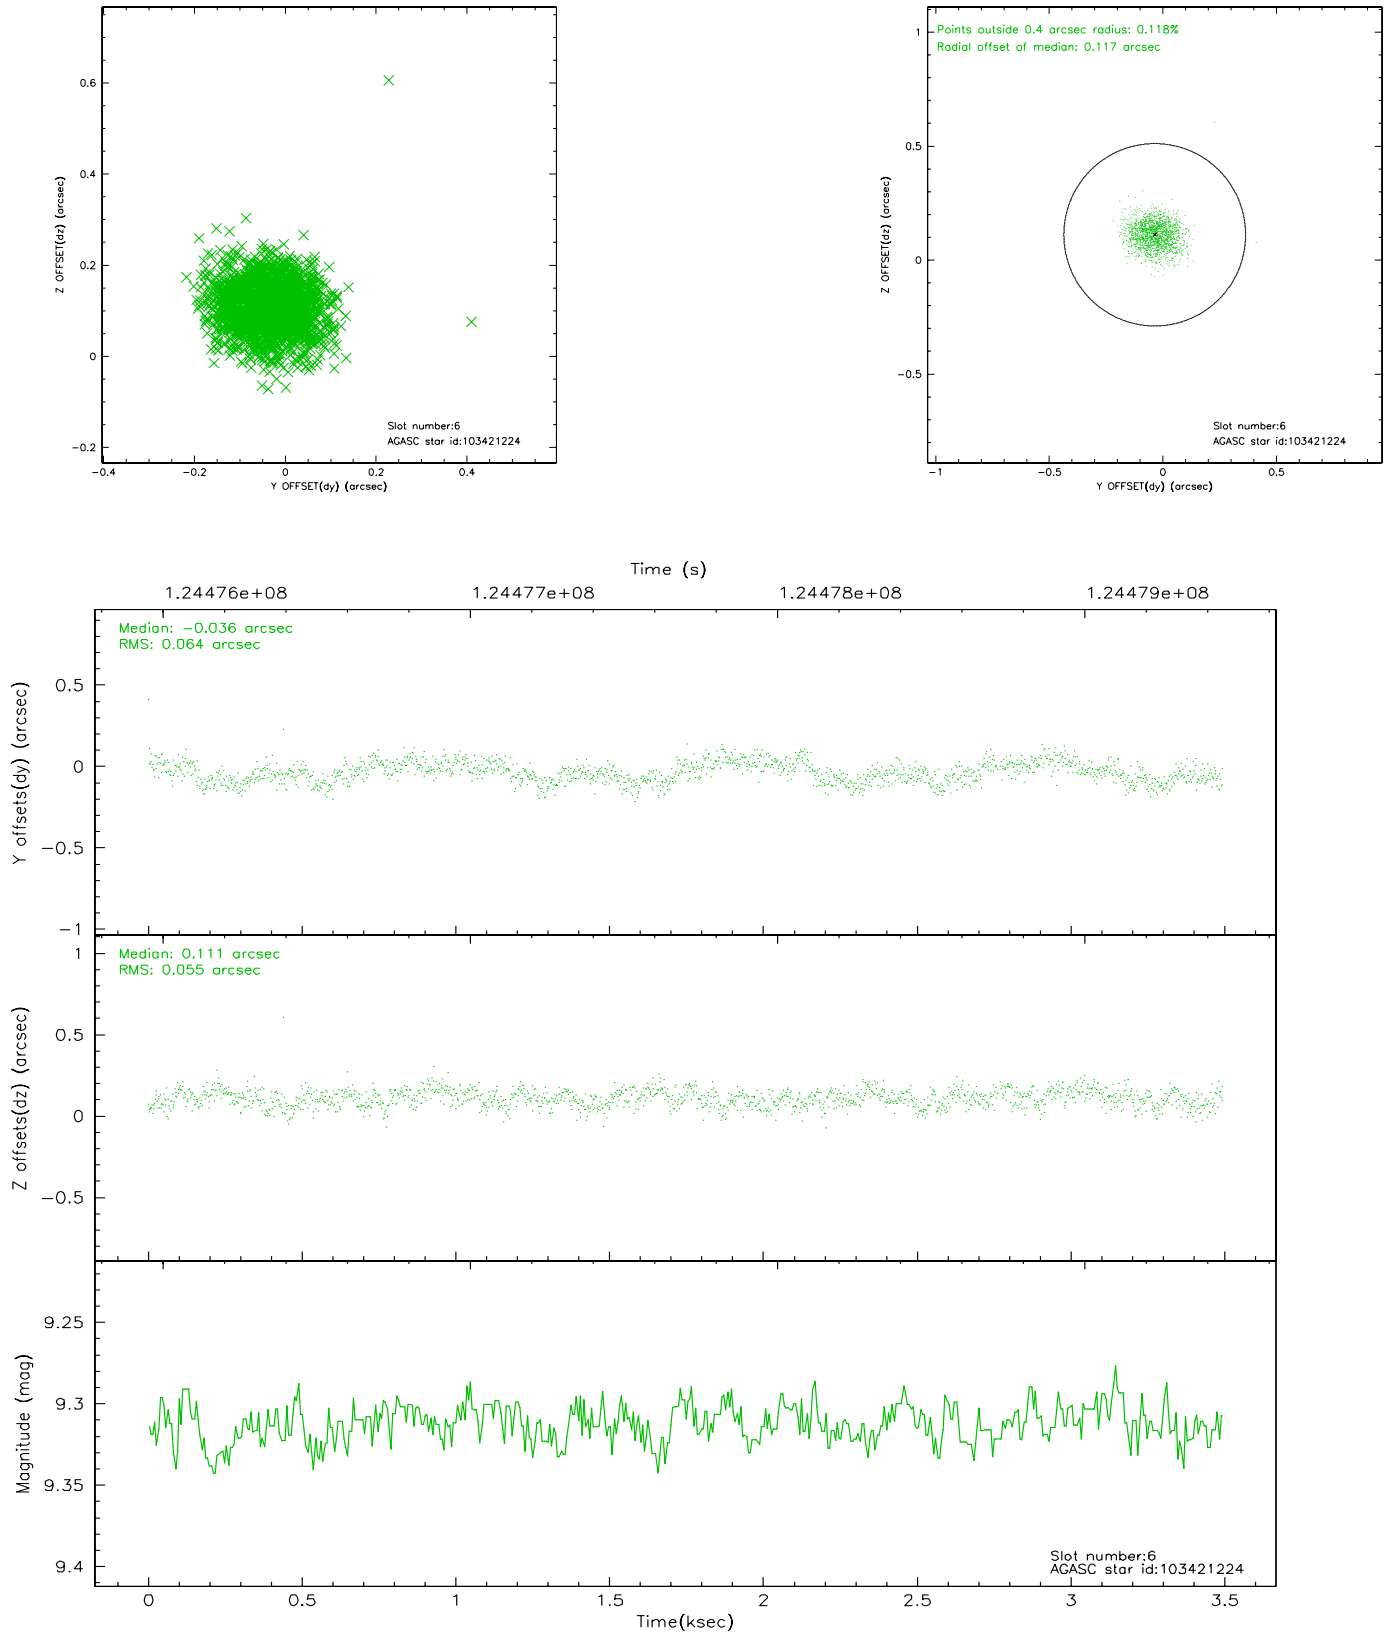 0.6
0.4
0.2
0
−0.2
Z OFFSET(dz) (arcsec)
Slot number:6
AGASC star id:103421224
−0.4 −0.2 0 0.2 0.4
Y OFFSET(dy) (arcsec)
Points outside 0.4 arcsec radius: 0.118%
Radial offset of median: 0.117 arcsec
1
0.5
0
−0.5
Z OFFSET(dz) (arcsec)
Slot number:6
AGASC star id:103421224
−1 −0.5 0 0.5
Y OFFSET(dy) (arcsec)
Time (s)
1.24476e+08 1.24477e+08 1.24478e+08 1.24479e+08
Median: −0.036 arcsec
RMS: 0.064 arcsec
0.5
0
−0.5
−1
Y offsets(dy) (arcsec)
Median: 0.111 arcsec
RMS: 0.055 arcsec
1
0.5
0
−0.5
Z offsets(dz) (arcsec)
9.25
9.3
9.35
9.4
Magnitude (mag)
Slot number:6
AGASC star id:103421224
0 0.5 1 1.5 2 2.5 3 3.5
Time(ksec)